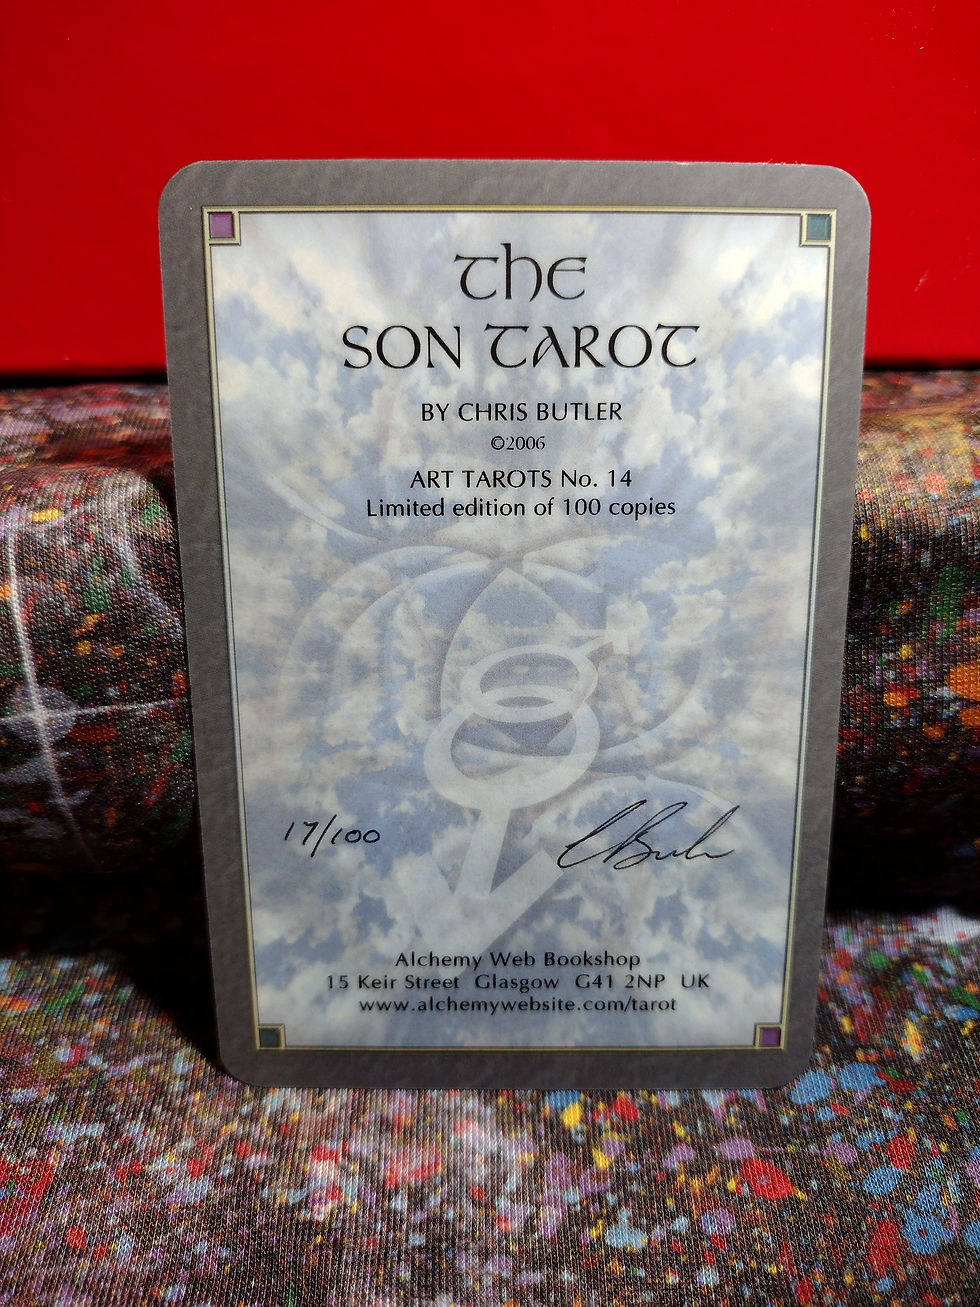 The
SON TAROT
BY CHRIS BUTLER
©2006
ART TAROTS No. 14
Limited edition of 100 copies
17/100
C Butler
Alchemy Web Bookshop
15 Keir Street Glasgow G41 2NP UK
www.alchemywebsite.com/tarot